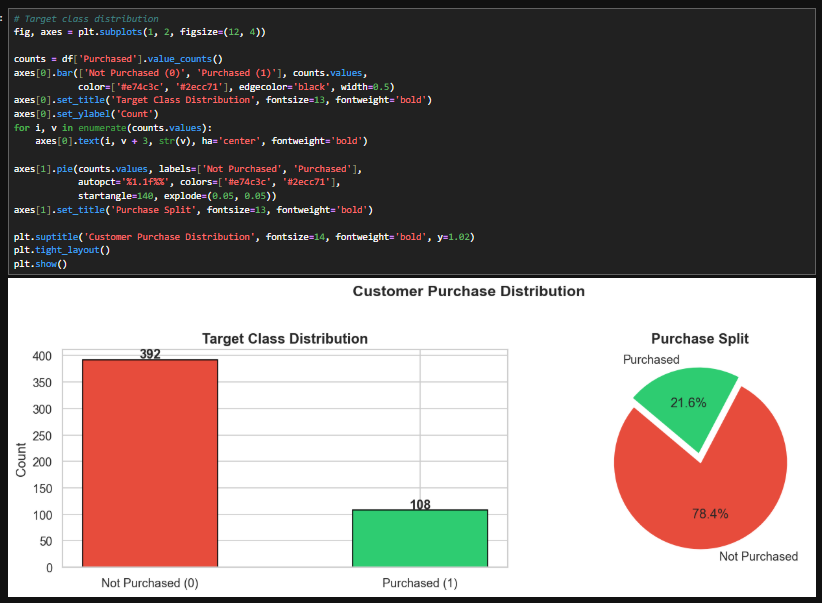 :
# Target class distribution
fig, axes = plt.subplots(1, 2, figsize=(12, 4))
counts = df['Purchased'].value_counts()
axes[0].bar(['Not Purchased (0)', 'Purchased (1)'], counts.values,
color=['#e74c3c', '#2ecc71'], edgecolor='black', width=0.5)
axes[0].set_title('Target Class Distribution', fontsize=13, fontweight='bold')
axes[0].set_ylabel('Count')
for i, v in enumerate(counts.values):
axes[0].text(i, v + 3, str(v), ha='center', fontweight='bold')
axes[1].pie(counts.values, labels=['Not Purchased', 'Purchased'],
autopct='%1.1f%%', colors=['#e74c3c', '#2ecc71'],
startangle=140, explode=(0.05, 0.05))
axes[1].set_title('Purchase Split', fontsize=13, fontweight='bold')
plt.suptitle('Customer Purchase Distribution', fontsize=14, fontweight='bold', y=1.02)
plt.tight_layout()
plt.show()
Customer Purchase Distribution
Target Class Distribution
400
350
300
250
200
150
100
50
0
Count
392
108
Not Purchased (0)
Purchased (1)
Purchase Split
Purchased
21.6%
78.4%
Not Purchased